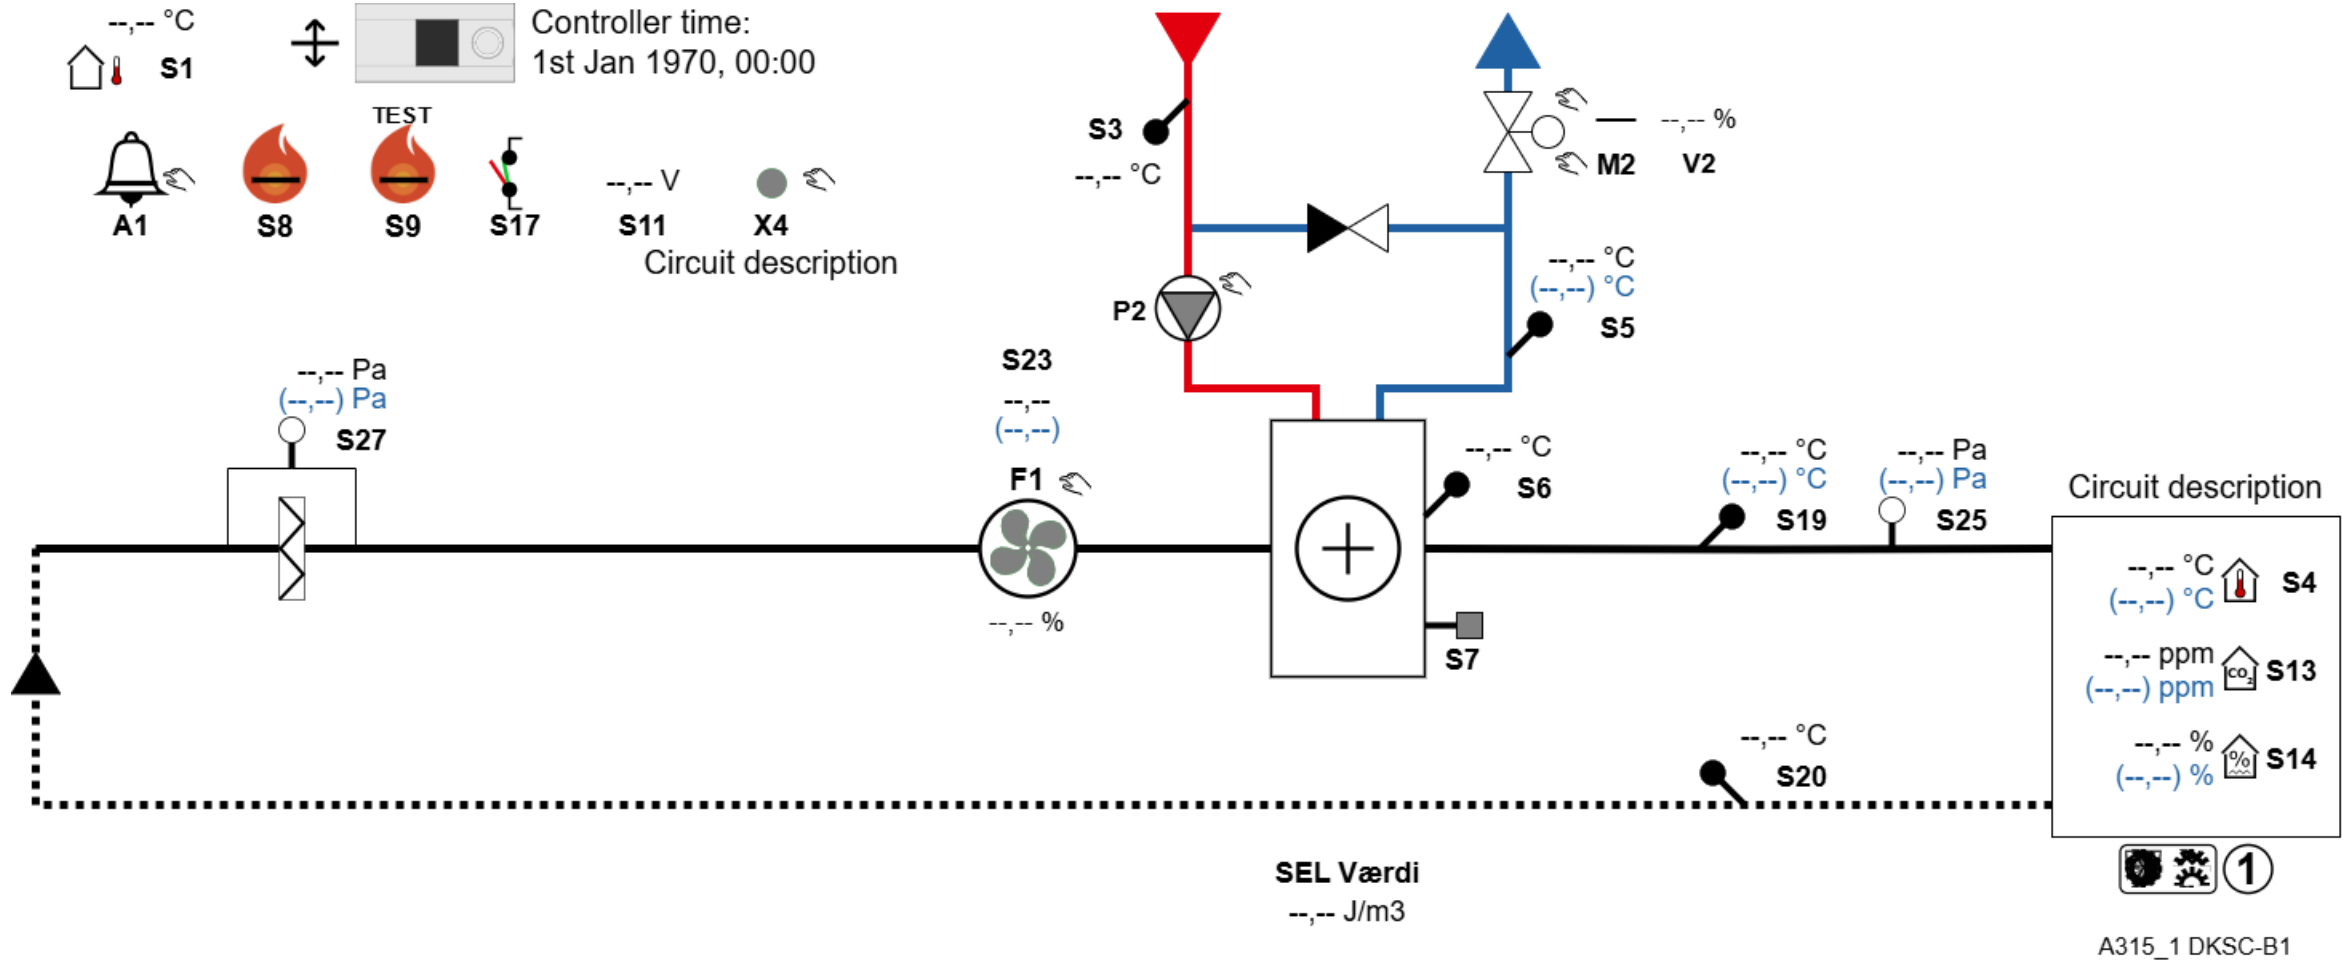 --,-- °C
S1
Controller time:
1st Jan 1970, 00:00
TEST
A1
S8
S9
S17
--,-- V
S11
X4
Circuit description
S3
--,-- °C
--,-- %
M2
V2
--,-- °C
(--,--) °C
S5
P2
--,-- Pa
(--,--) Pa
S27
S23
--,--
(--,--)
F1
--,-- %
--,-- °C
S6
S7
--,-- °C
(--,--) °C
S19
--,-- Pa
(--,--) Pa
S25
Circuit description
--,-- °C
(--,--) °C
S4
--,-- ppm
(--,--) ppm
CO2
S13
--,-- %
(--,--) %
%
S14
--,-- °C
S20
SEL Værdi
--,-- J/m3
1
A315_1 DKSC-B1